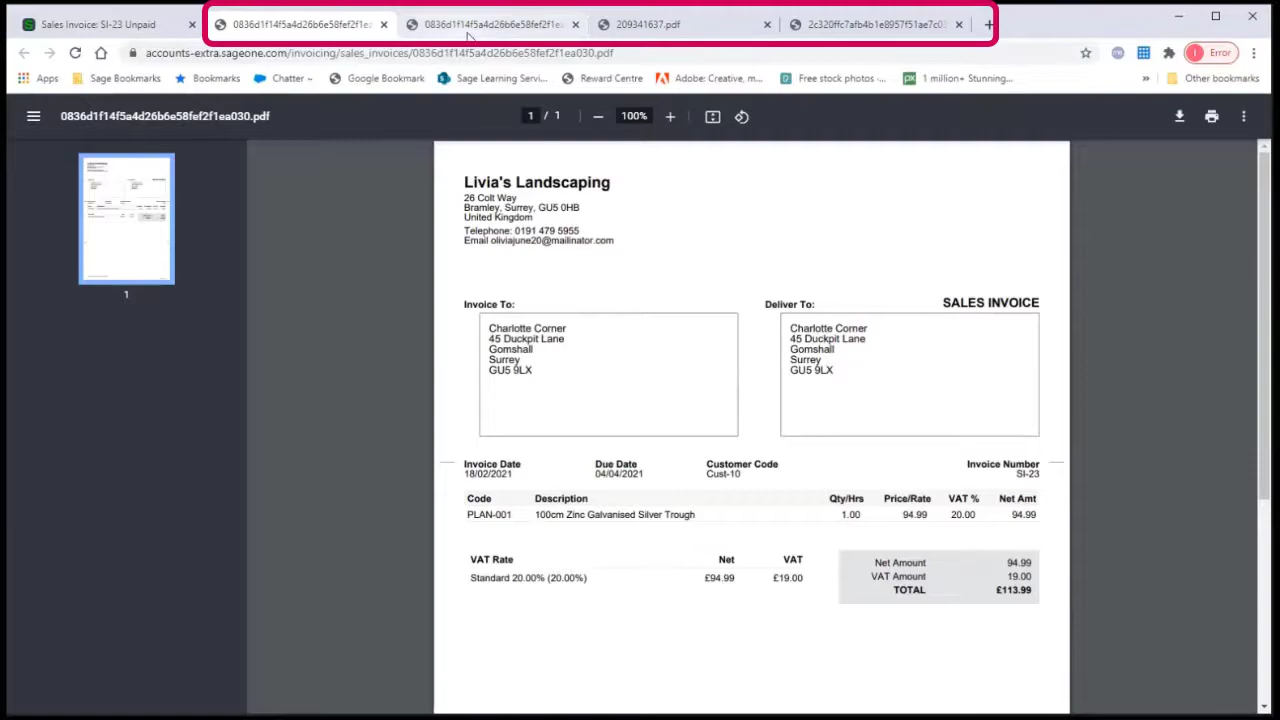 Sales Invoice: SI-23 Unpaid
0836d1f14f5a4d26b6e58fef2f1ea
0836d1f14f5a4d26b6e58fef2f1ea
209341637.pdf
2c320ffc7afb4b1e8957f51ae7c03
accounts-extra.sageone.com/invoicing/sales_invoices/0836d1f14f5a4d26b6e58fef2f1ea030.pdf
Error
Apps Sage Bookmarks Bookmarks Chatter Google Bookmark Sage Learning Servi... Reward Centre Adobe: Creative, m... Free stock photos -... 1 million+ Stunning... » Other bookmarks
0836d1f14f5a4d26b6e58fef2f1ea030.pdf 1 / 1 100%
1
Livia's Landscaping
26 Colt Way
Bramley, Surrey, GU5 0HB
United Kingdom
Telephone: 0191 479 5955
Email oliviajune20@mailinator.com
SALES INVOICE
Invoice To:
Charlotte Corner
45 Duckpit Lane
Gomshall
Surrey
GU5 9LX
Deliver To:
Charlotte Corner
45 Duckpit Lane
Gomshall
Surrey
GU5 9LX
Invoice Date Due Date Customer Code Invoice Number
18/02/2021 04/04/2021 Cust-10 SI-23
Code Description Qty/Hrs Price/Rate VAT % Net Amt
PLAN-001 100cm Zinc Galvanised Silver Trough 1.00 94.99 20.00 94.99
VAT Rate Net VAT
Standard 20.00% (20.00%) £94.99 £19.00
Net Amount 94.99
VAT Amount 19.00
TOTAL £113.99